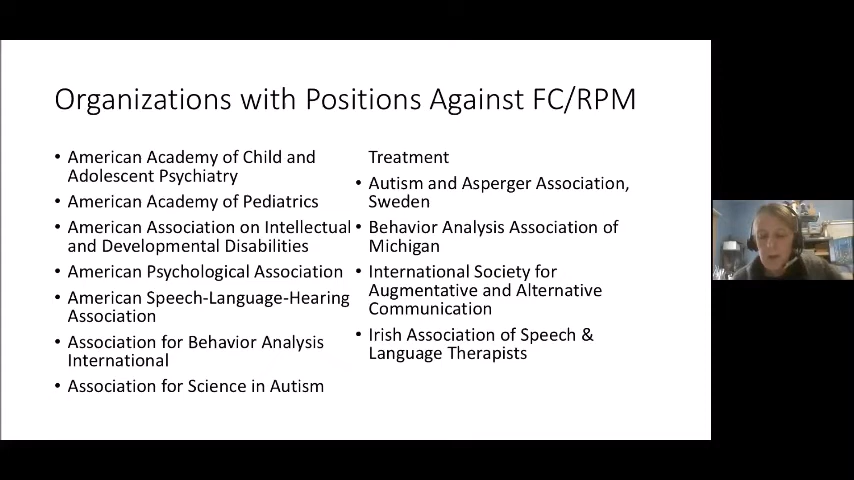 Organizations with Positions Against FC/RPM
• American Academy of Child and
Adolescent Psychiatry
• American Academy of Pediatrics
• American Association on Intellectual
and Developmental Disabilities
• American Psychological Association
• American Speech-Language-Hearing
Association
• Association for Behavior Analysis
International
• Association for Science in Autism
Treatment
• Autism and Asperger Association,
Sweden
• Behavior Analysis Association of
Michigan
• International Society for
Augmentative and Alternative
Communication
• Irish Association of Speech &
Language Therapists